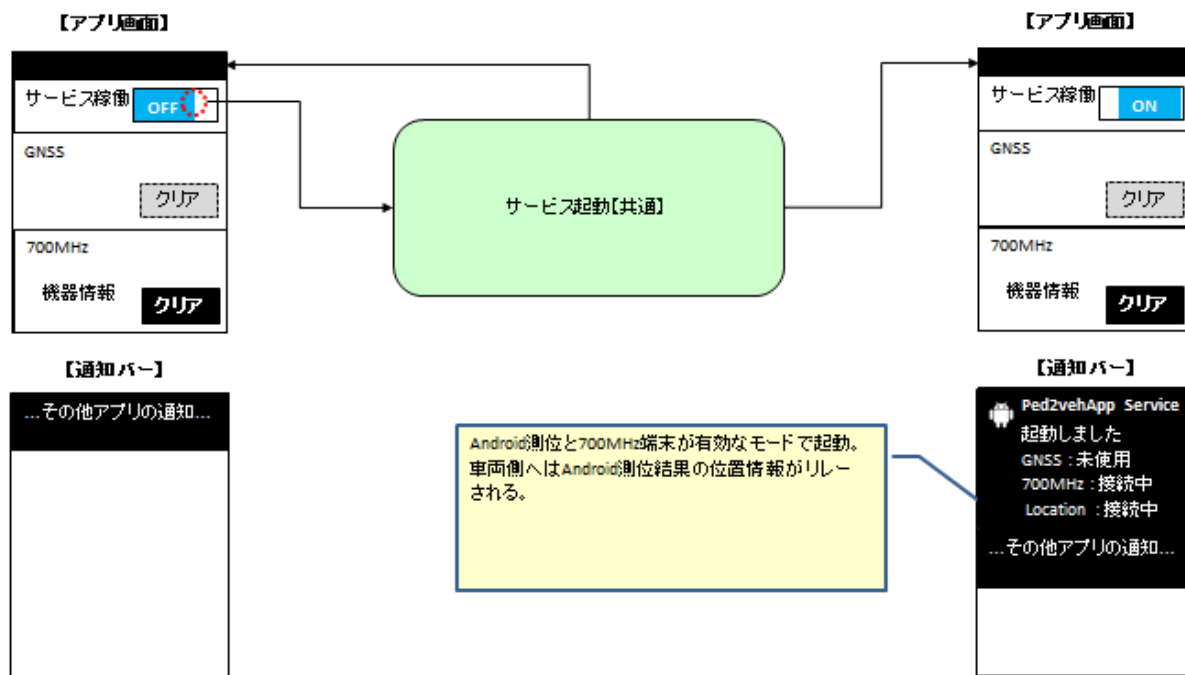 【アプリ画面】
サービス稼働 OFF
GNSS
クリア
700MHz
機器情報
クリア
【通知バー】
...その他アプリの通知...
サービス起動【共通】
Android測位と700MHz端末が有効なモードで起動。
車両側へはAndroid測位結果の位置情報がリレー
される。
【アプリ画面】
サービス稼働 ON
GNSS
クリア
700MHz
機器情報
クリア
【通知バー】
Ped2vehApp Service
起動しました
GNSS：未使用
700MHz：接続中
Location ：接続中
...その他アプリの通知...